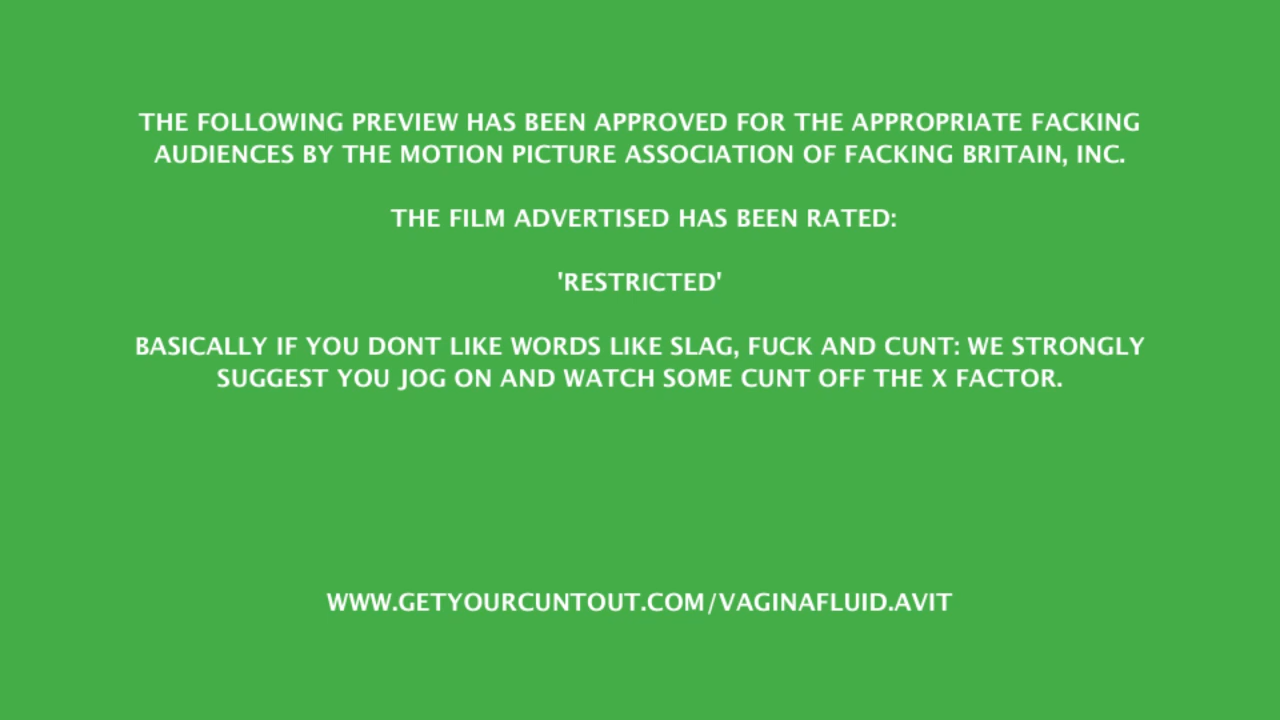 THE FOLLOWING PREVIEW HAS BEEN APPROVED FOR THE APPROPRIATE FACKING
AUDIENCES BY THE MOTION PICTURE ASSOCIATION OF FACKING BRITAIN, INC.
THE FILM ADVERTISED HAS BEEN RATED:
'RESTRICTED'
BASICALLY IF YOU DONT LIKE WORDS LIKE SLAG, FUCK AND CUNT: WE STRONGLY
SUGGEST YOU JOG ON AND WATCH SOME CUNT OFF THE X FACTOR.
WWW.GETYOURCUNTOUT.COM/VAGINAFLUID.AVIT